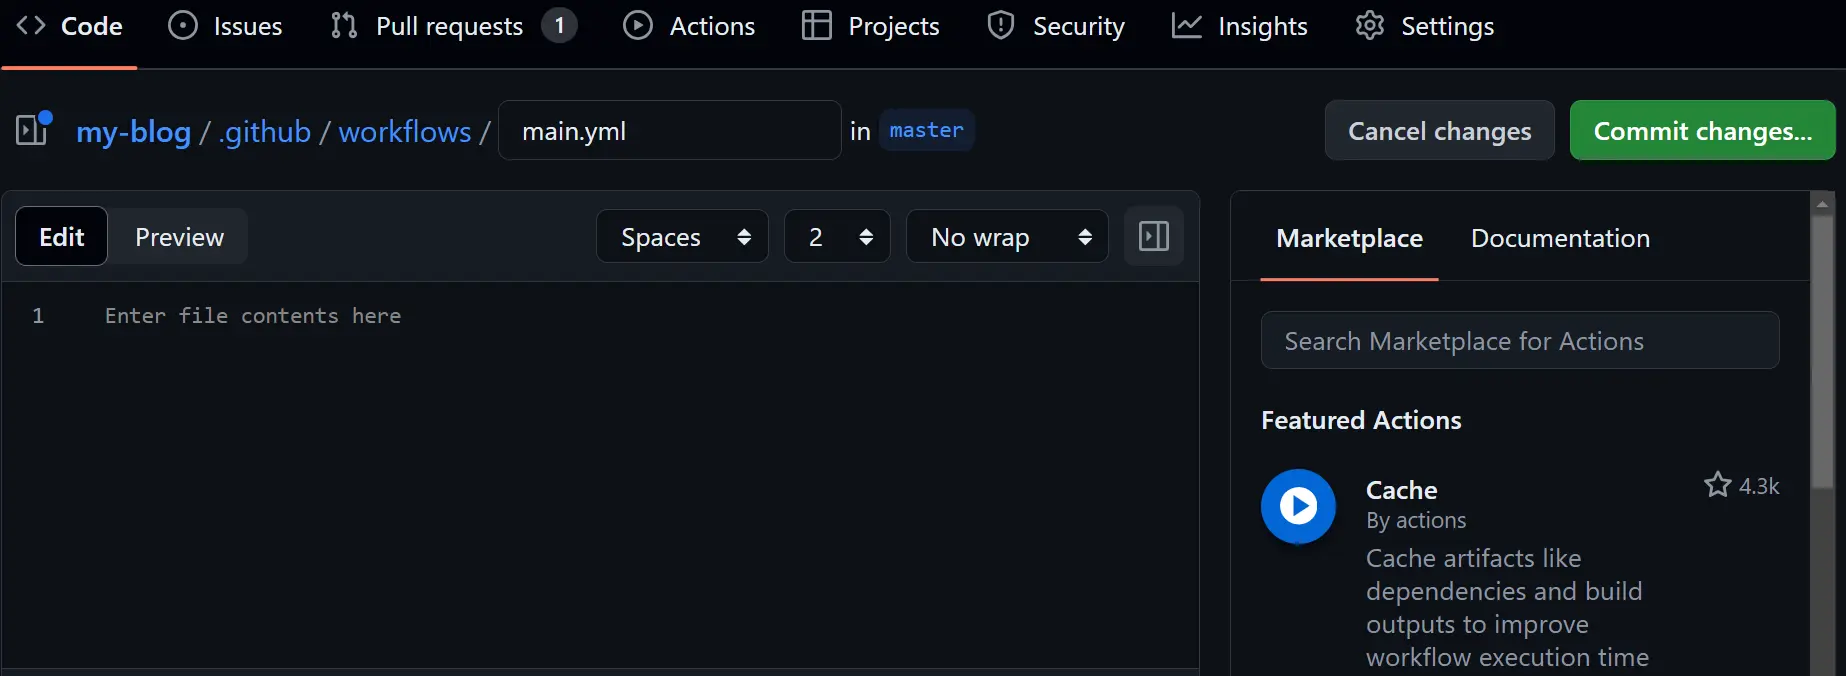 Code Issues Pull requests 1 Actions Projects Security Insights Settings
my-blog / .github / workflows / main.yml in master Cancel changes Commit changes...
Edit Preview Spaces 2 No wrap
1 Enter file contents here
Marketplace Documentation
Search Marketplace for Actions
Featured Actions
Cache 4.3k
By actions
Cache artifacts like
dependencies and build
outputs to improve
workflow execution time